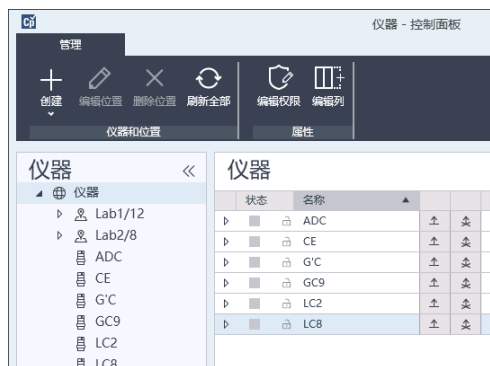 Cp
仪器 - 控制面板
管理
创建 编辑位置 删除位置 刷新全部 编辑权限 编辑列
仪器和位置 属性
仪器
仪器
Lab1/12
Lab2/8
ADC
CE
G'C
GC9
LC2
LC8
仪器
状态 名称
ADC
CE
G'C
GC9
LC2
LC8